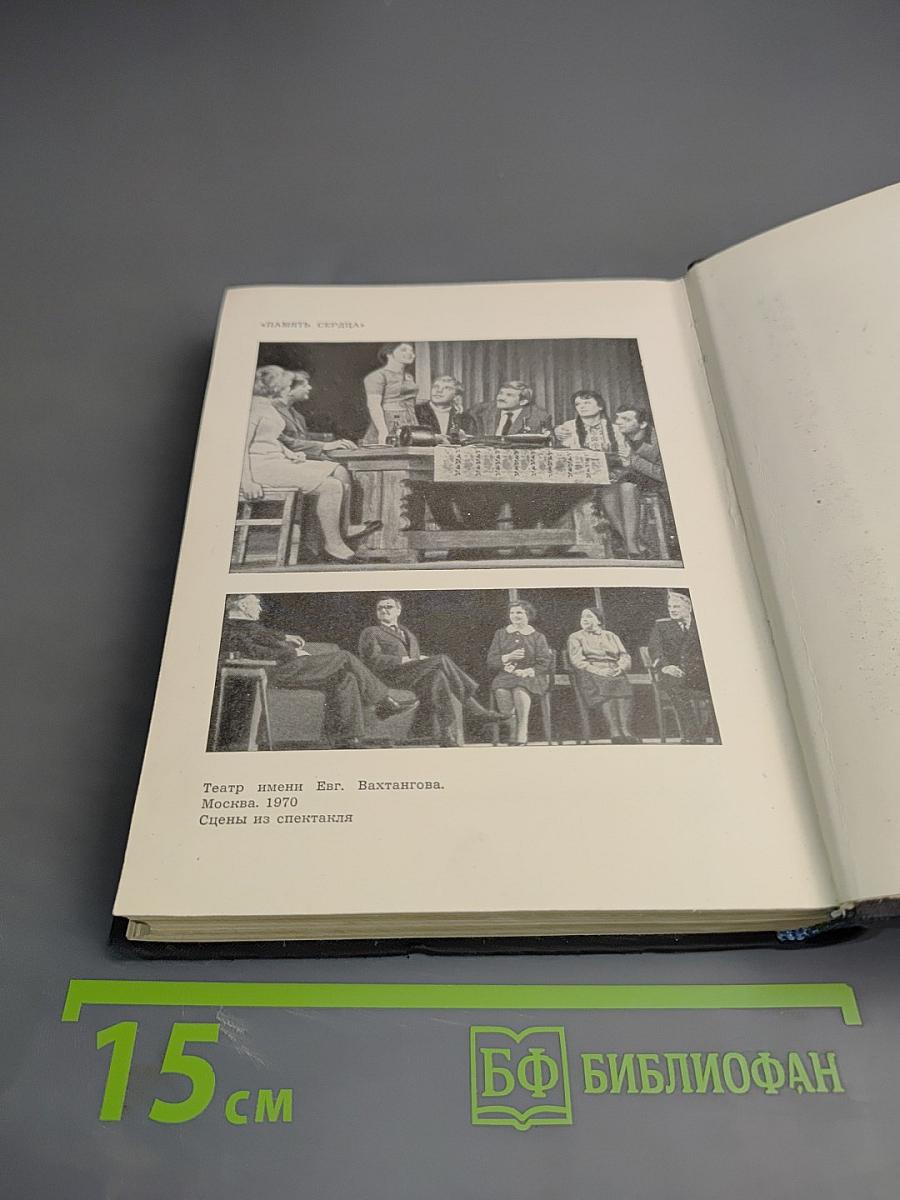 «ПАМЯТЬ СЕРДЦА»
Театр имени Евг. Вахтангова.
Москва. 1970
Сцены из спектакля
15 см
БФ БИБЛИОФАН